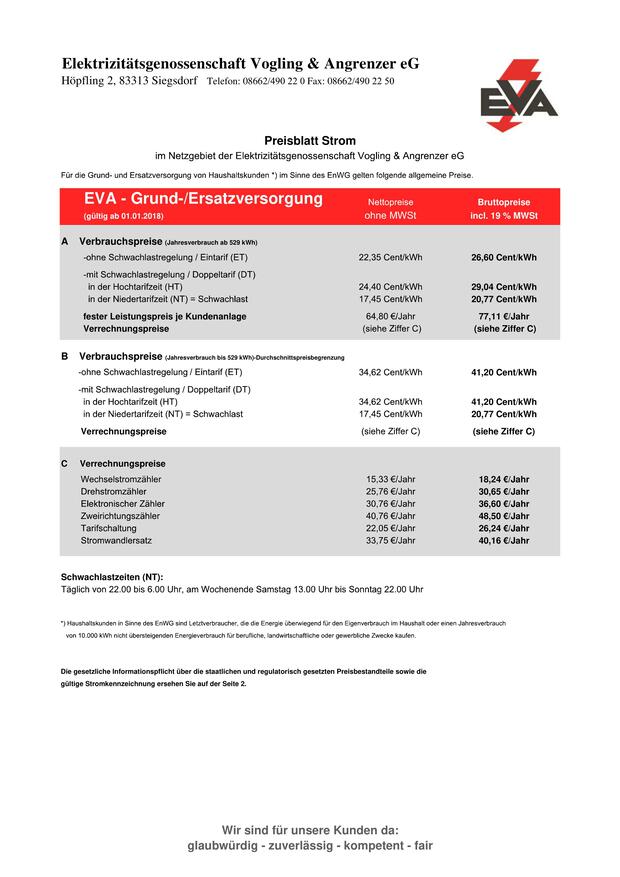 Elektrizitätsgenossenschaft Vogling & Angrenzer eG
Höpfling 2, 83313 Siegsdorf Telefon: 08662/490 22 0 Fax: 08662/490 22 50
EVA
Preisblatt Strom
im Netzgebiet der Elektrizitätsgenossenschaft Vogling & Angrenzer eG
Für die Grund- und Ersatzversorgung von Haushaltskunden *) im Sinne des EnWG gelten folgende allgemeine Preise.
EVA - Grund-/Ersatzversorgung Nettopreise Bruttopreise
(gültig ab 01.01.2018) ohne MWSt incl. 19 % MWSt
A Verbrauchspreise (Jahresverbrauch ab 529 kWh)
-ohne Schwachlastregelung / Eintarif (ET) 22,35 Cent/kWh 26,60 Cent/kWh
-mit Schwachlastregelung / Doppeltarif (DT)
in der Hochtarifzeit (HT) 24,40 Cent/kWh 29,04 Cent/kWh
in der Niedertarifzeit (NT) = Schwachlast 17,45 Cent/kWh 20,77 Cent/kWh
fester Leistungspreis je Kundenanlage 64,80 €/Jahr 77,11 €/Jahr
Verrechnungspreise (siehe Ziffer C) (siehe Ziffer C)
B Verbrauchspreise (Jahresverbrauch bis 529 kWh)-Durchschnittspreisbegrenzung
-ohne Schwachlastregelung / Eintarif (ET) 34,62 Cent/kWh 41,20 Cent/kWh
-mit Schwachlastregelung / Doppeltarif (DT)
in der Hochtarifzeit (HT) 34,62 Cent/kWh 41,20 Cent/kWh
in der Niedertarifzeit (NT) = Schwachlast 17,45 Cent/kWh 20,77 Cent/kWh
Verrechnungspreise (siehe Ziffer C) (siehe Ziffer C)
C Verrechnungspreise
Wechselstromzähler 15,33 €/Jahr 18,24 €/Jahr
Drehstromzähler 25,76 €/Jahr 30,65 €/Jahr
Elektronischer Zähler 30,76 €/Jahr 36,60 €/Jahr
Zweirichtungszähler 40,76 €/Jahr 48,50 €/Jahr
Tarifschaltung 22,05 €/Jahr 26,24 €/Jahr
Stromwandlersatz 33,75 €/Jahr 40,16 €/Jahr
Schwachlastzeiten (NT):
Täglich von 22.00 bis 6.00 Uhr, am Wochenende Samstag 13.00 Uhr bis Sonntag 22.00 Uhr
*) Haushaltskunden in Sinne des EnWG sind Letztverbraucher, die die Energie überwiegend für den Eigenverbrauch im Haushalt oder einen Jahresverbrauch
von 10.000 kWh nicht übersteigenden Energieverbrauch für berufliche, landwirtschaftliche oder gewerbliche Zwecke kaufen.
Die gesetzliche Informationspflicht über die staatlichen und regulatorisch gesetzten Preisbestandteile sowie die
gültige Stromkennzeichnung ersehen Sie auf der Seite 2.
Wir sind für unsere Kunden da:
glaubwürdig - zuverlässig - kompetent - fair